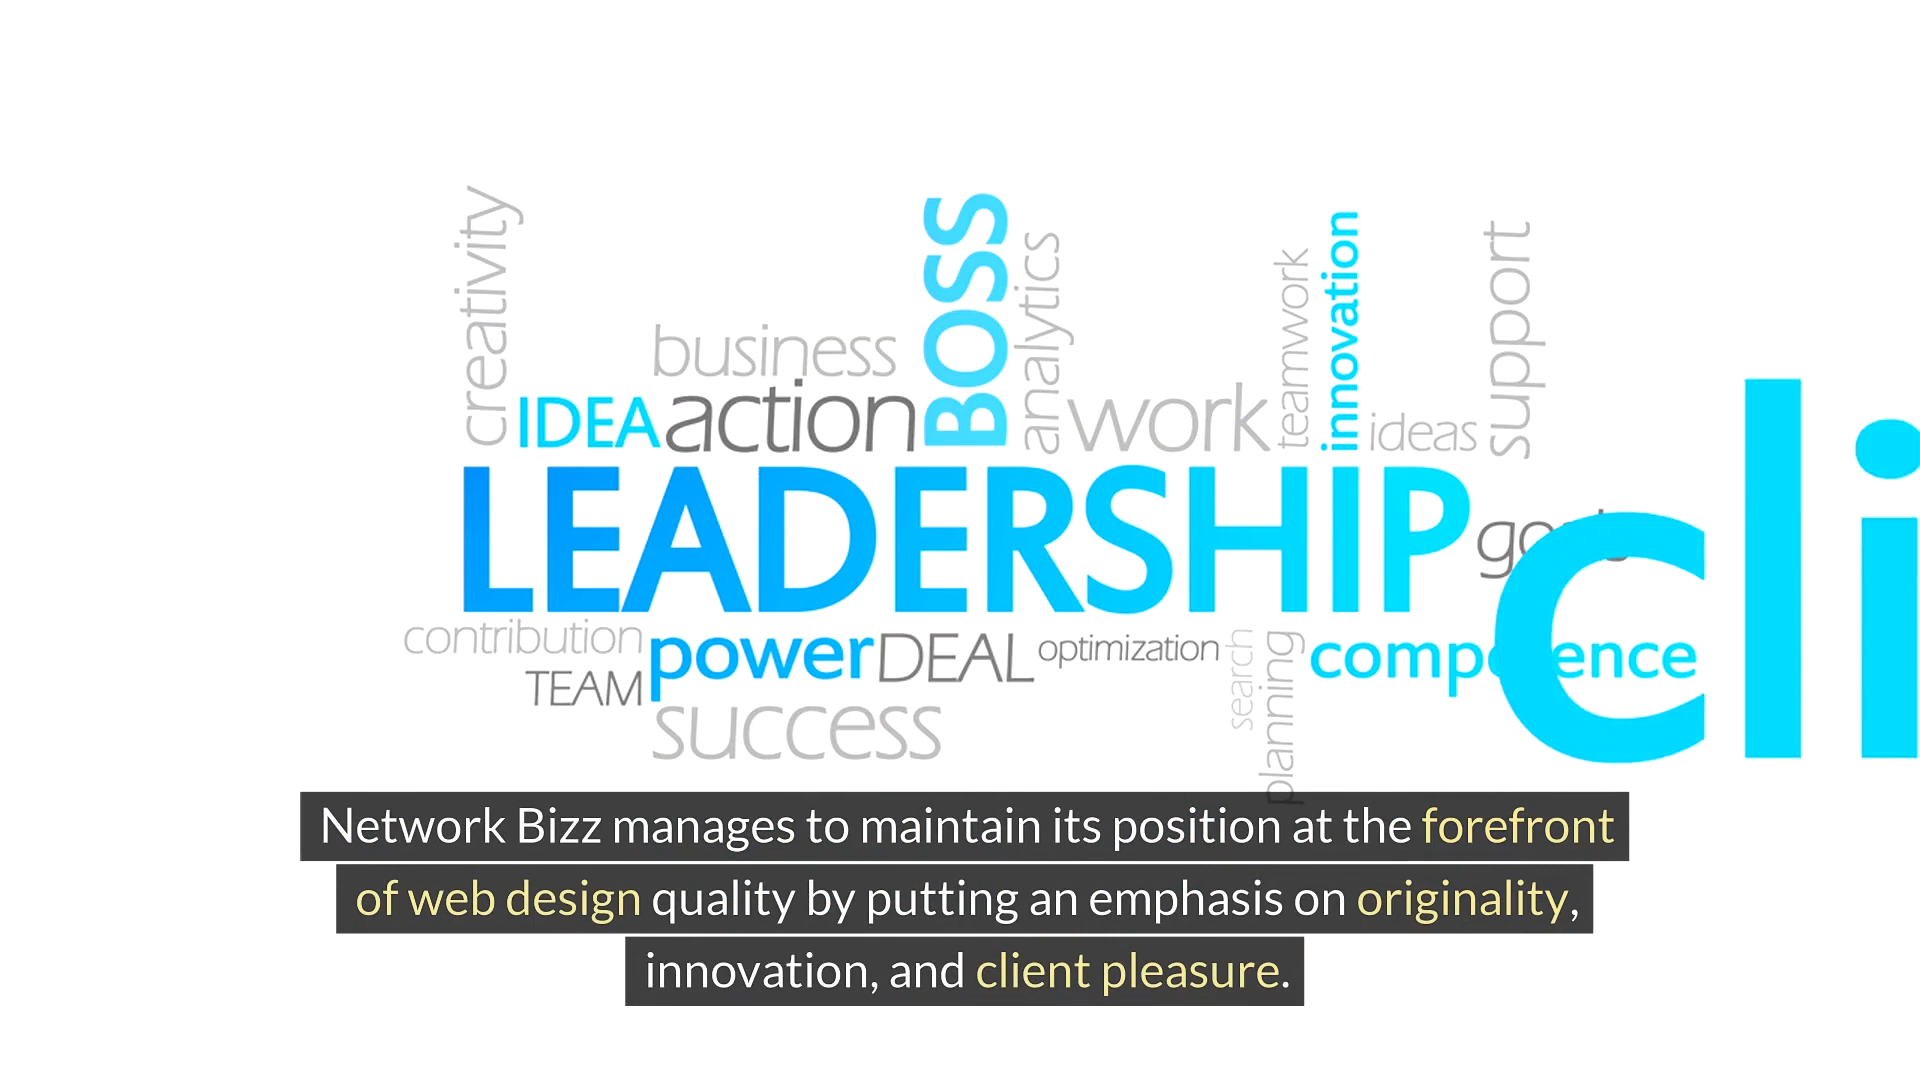 creativity
business
BOSS
analytics
teamwork
innovation
support
IDEA
action
work
ideas
LEADERSHIP
cli
contribution
power
DEAL
optimization
search
planning
TEAM
success
Network Bizz manages to maintain its position at the forefront
of web design quality by putting an emphasis on originality,
innovation, and client pleasure.